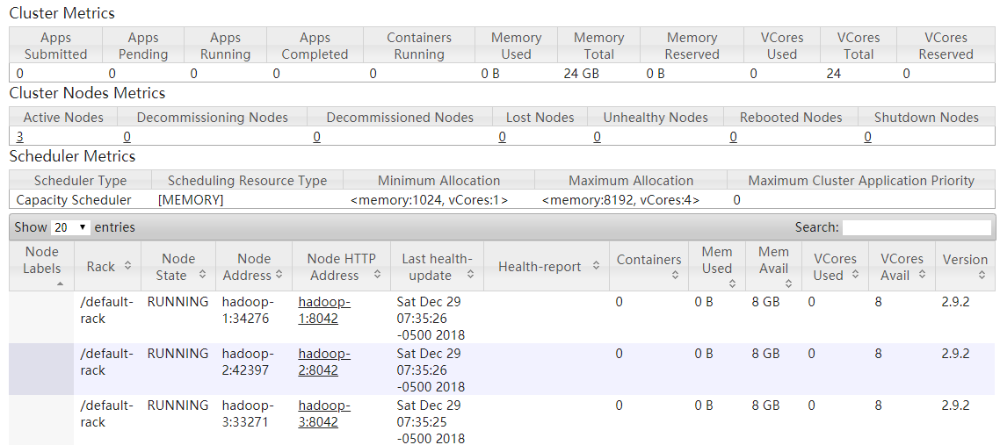 Cluster Metrics
Apps Submitted Apps Pending Apps Running Apps Completed Containers Running Memory Used Memory Total Memory Reserved VCores Used VCores Total VCores Reserved
0 0 0 0 0 0 B 24 GB 0 B 0 24 0
Cluster Nodes Metrics
Active Nodes Decommissioning Nodes Decommissioned Nodes Lost Nodes Unhealthy Nodes Rebooted Nodes Shutdown Nodes
3 0 0 0 0 0 0
Scheduler Metrics
Scheduler Type Scheduling Resource Type Minimum Allocation Maximum Allocation Maximum Cluster Application Priority
Capacity Scheduler [MEMORY] <memory:1024, vCores:1> <memory:8192, vCores:4> 0
Show 20 entries Search:
Node Labels Rack Node State Node Address Node HTTP Address Last health-update Health-report Containers Mem Used Mem Avail VCores Used VCores Avail Version
/default-rack RUNNING hadoop-1:34276 hadoop-1:8042 Sat Dec 29 07:35:26 -0500 2018 0 0 B 8 GB 0 8 2.9.2
/default-rack RUNNING hadoop-2:42397 hadoop-2:8042 Sat Dec 29 07:35:26 -0500 2018 0 0 B 8 GB 0 8 2.9.2
/default-rack RUNNING hadoop-3:33271 hadoop-3:8042 Sat Dec 29 07:35:25 -0500 2018 0 0 B 8 GB 0 8 2.9.2